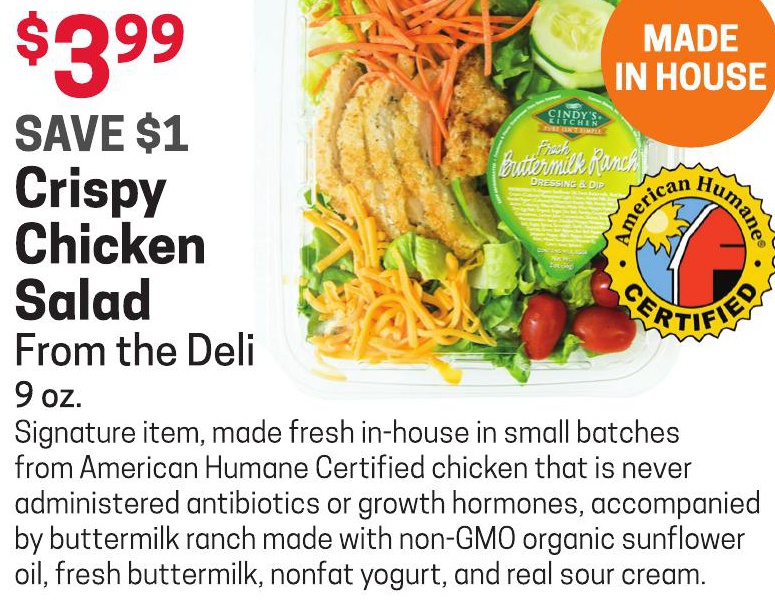 $3.99
SAVE $1
Crispy
Chicken
Salad
From the Deli
9 oz.
MADE
IN HOUSE
CINDY'S
KITCHEN
PURE ISN'T SIMPLE
Fresh
Buttermilk Ranch
DRESSING & DIP
American Humane®
CERTIFIED
Signature item, made fresh in-house in small batches
from American Humane Certified chicken that is never
administered antibiotics or growth hormones, accompanied
by buttermilk ranch made with non-GMO organic sunflower
oil, fresh buttermilk, nonfat yogurt, and real sour cream.